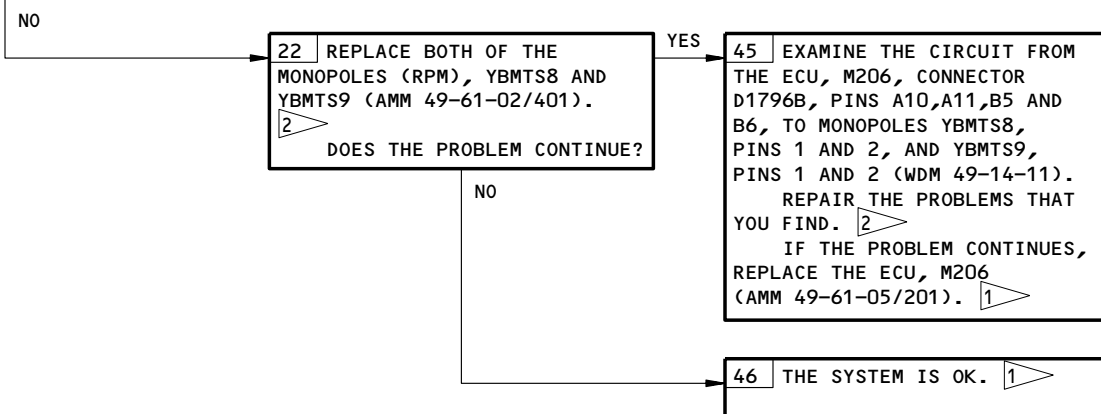 NO
22 REPLACE BOTH OF THE
MONOPOLES (RPM), YBMTS8 AND
YBMTS9 (AMM 49-61-02/401).
2
DOES THE PROBLEM CONTINUE?
YES
NO
45 EXAMINE THE CIRCUIT FROM
THE ECU, M206, CONNECTOR
D1796B, PINS A10,A11,B5 AND
B6, TO MONOPOLES YBMTS8,
PINS 1 AND 2, AND YBMTS9,
PINS 1 AND 2 (WDM 49-14-11).
REPAIR THE PROBLEMS THAT
YOU FIND. 2
IF THE PROBLEM CONTINUES,
REPLACE THE ECU, M206
(AMM 49-61-05/201). 1
46 THE SYSTEM IS OK. 1